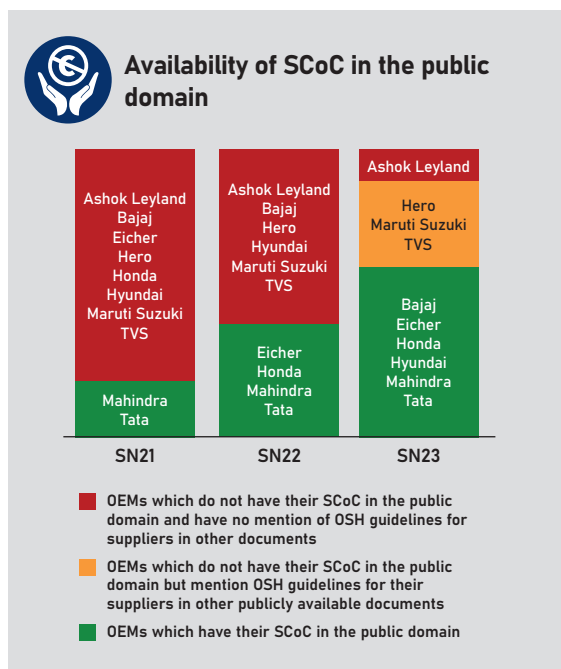 C
Availability of SCoC in the public
domain
Ashok Leyland
Bajaj
Eicher
Hero
Honda
Hyundai
Maruti Suzuki
TVS
Mahindra
Tata
Ashok Leyland
Bajaj
Hero
Hyundai
Maruti Suzuki
TVS
Eicher
Honda
Mahindra
Tata
Ashok Leyland
Hero
Maruti Suzuki
TVS
Bajaj
Eicher
Honda
Hyundai
Mahindra
Tata
SN21
SN22
SN23
OEMs which do not have their SCoC in the public
domain and have no mention of OSH guidelines for
suppliers in other documents
OEMs which do not have their SCoC in the public
domain but mention OSH guidelines for their
suppliers in other publicly available documents
OEMs which have their SCoC in the public domain